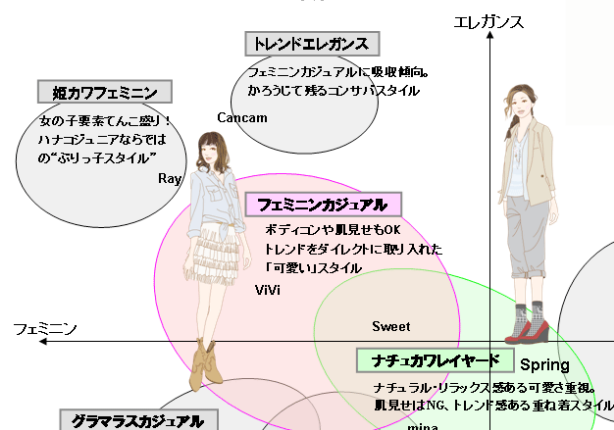 エレガンス
トレンドエレガンス
フェミニンカジュアルに吸収傾向。
かろうじて残るコンサバスタイル
Cancam
姫カワフェミニン
女の子要素てんこ盛り！
ハナコジュニアならでは
の“ぶりっ子スタイル”
Ray
フェミニンカジュアル
ボディコンや肌見せもOK
トレンドをダイレクトに取り入れた
「可愛い」スタイル
ViVi
フェミニン
Sweet
ナチュカワレイヤード
Spring
ナチュラル・リラックス感ある可愛さ重視。
肌見せはNG、トレンド感ある重ね着スタイル
グラマラスカジュアル
mina